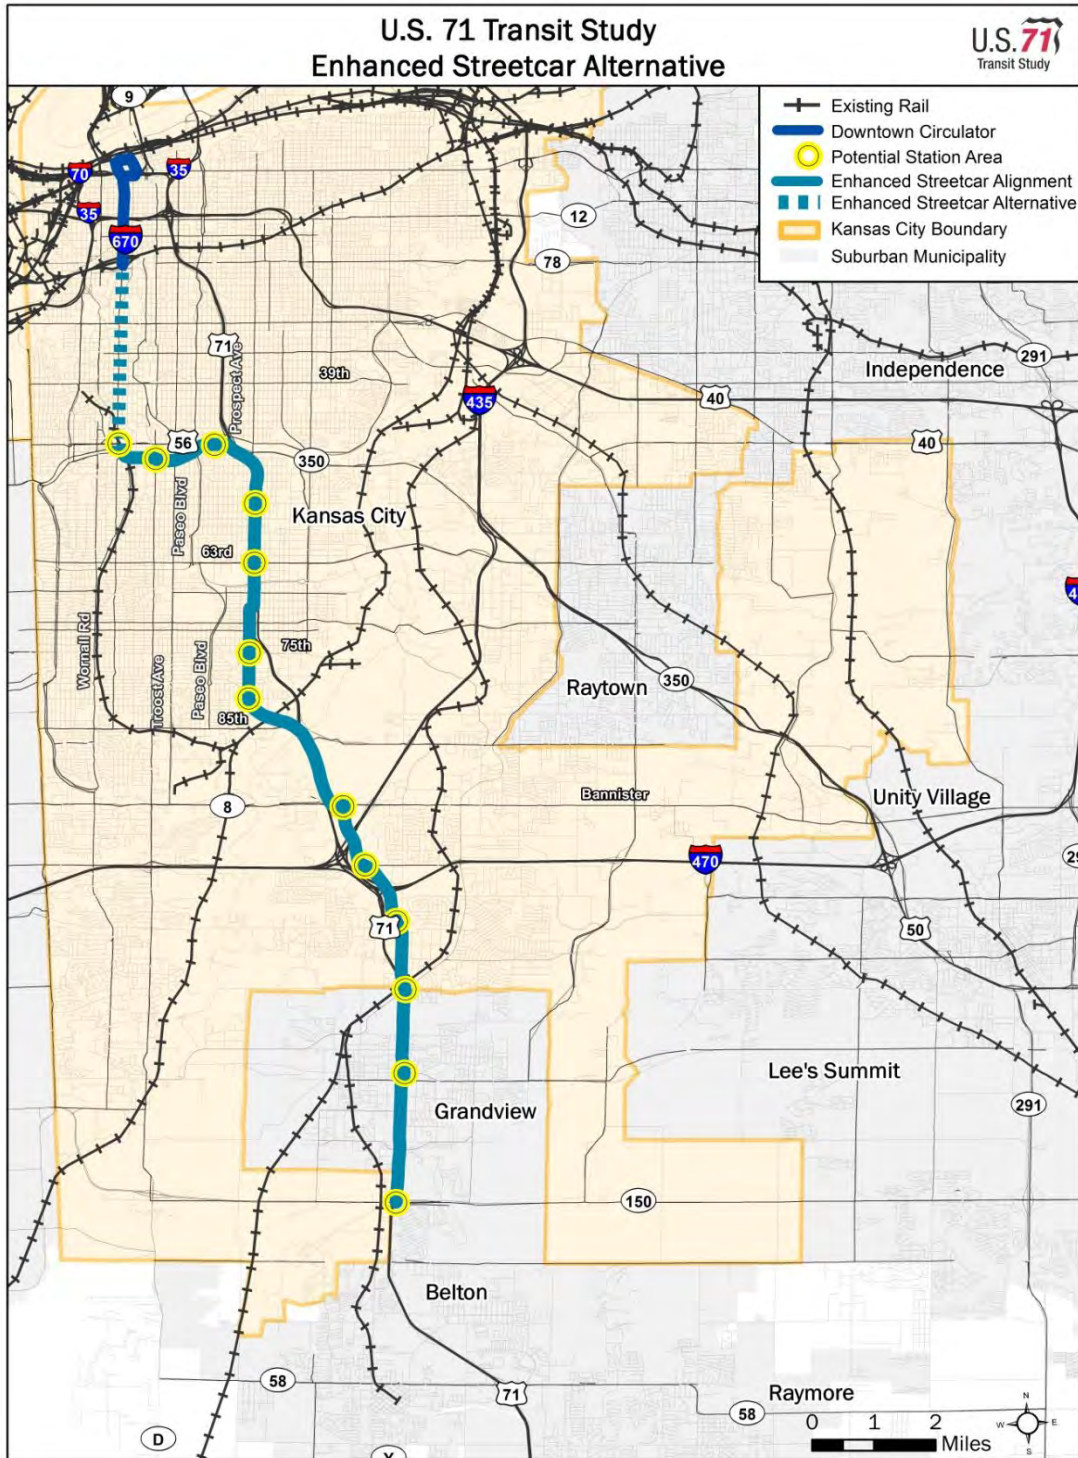 U.S. 71 Transit Study
Enhanced Streetcar Alternative
U.S. 71
Transit Study
Existing Rail
Downtown Circulator
Potential Station Area
Enhanced Streetcar Alignment
Enhanced Streetcar Alternative
Kansas City Boundary
Suburban Municipality
9
70
35
35
12
670
78
71
Prospect Ave
39th
291
Independence
435
40
56
350
40
Paseo Blvd
Kansas City
63rd
Wornall Rd
Troost Ave
Paseo Blvd
75th
Raytown
350
85th
8
Bannister
Unity Village
470
71
50
Lee's Summit
Grandview
291
150
Belton
58
71
Raymore
58
D
N
W
E
S
0 1 2
Miles